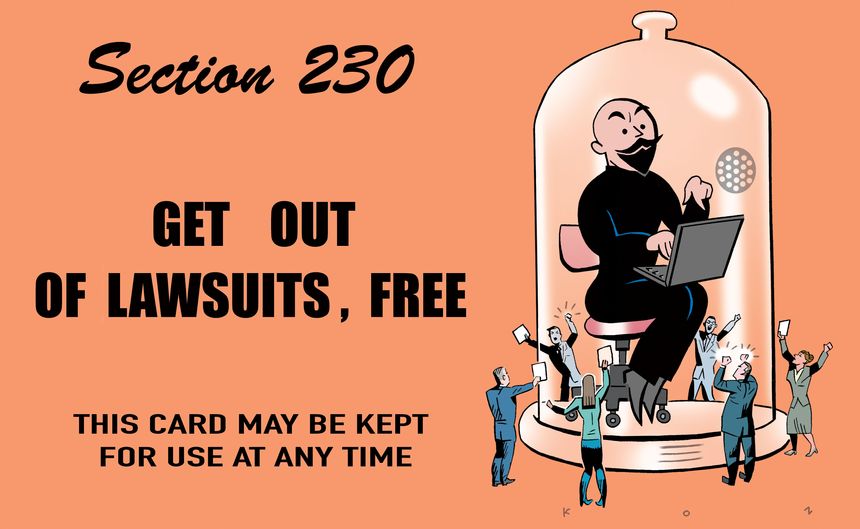 Section 230
GET OUT
OF LAWSUITS, FREE
THIS CARD MAY BE KEPT
FOR USE AT ANY TIME
K O Z